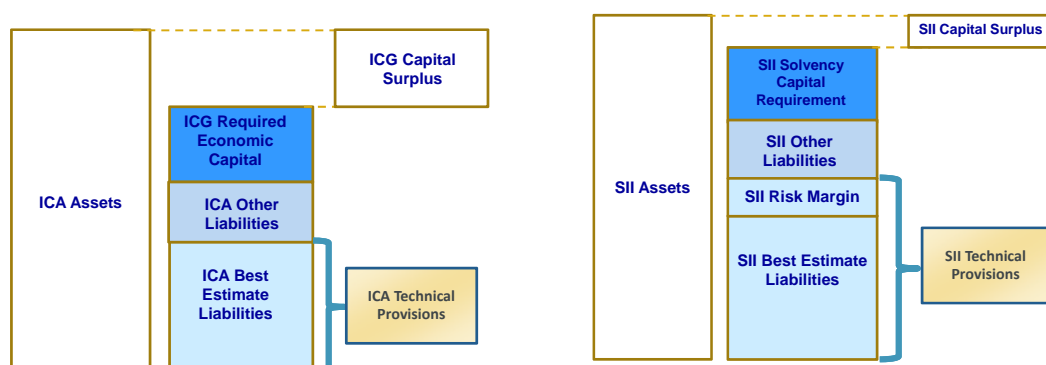 ICG Capital
Surplus
ICG Required
Economic
Capital
ICA Assets
ICA Other
Liabilities
ICA Best
Estimate
Liabilities
ICA Technical
Provisions
SII Capital Surplus
SII Solvency
Capital
Requirement
SII Other
Liabilities
SII Assets
SII Risk Margin
SII Best Estimate
Liabilities
SII Technical
Provisions